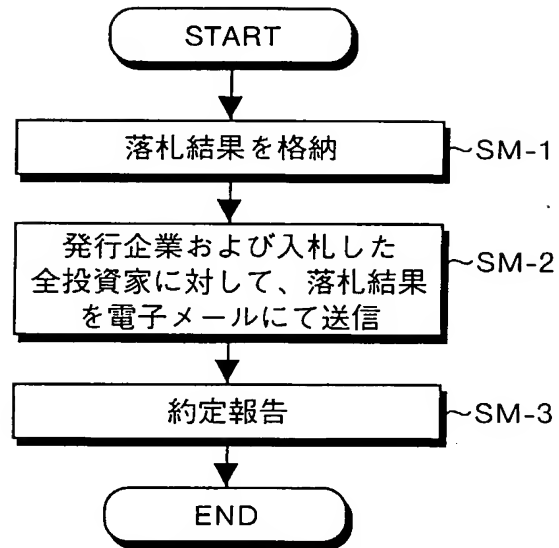 START
落札結果を格納
~SM-1
発行企業および入札した
全投資家に対して、落札結果
を電子メールにて送信
~SM-2
約定報告
~SM-3
END